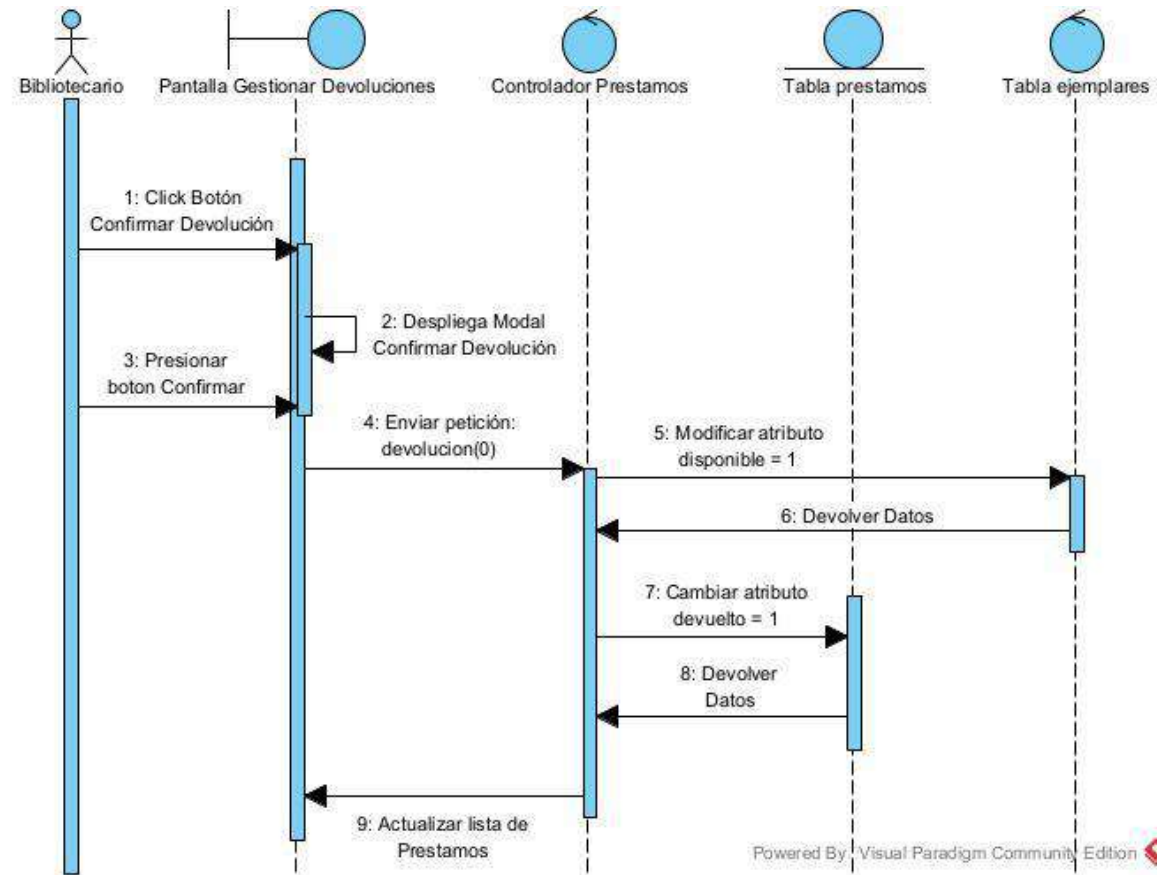 Bibliotecario
Pantalla Gestionar Devoluciones
Controlador Prestamos
Tabla prestamos
Tabla ejemplares
1: Click Botón
Confirmar Devolución
2: Despliega Modal
Confirmar Devolución
3: Presionar
boton Confirmar
4: Enviar petición:
devolucion(0)
5: Modificar atributo
disponible = 1
6: Devolver Datos
7: Cambiar atributo
devuelto = 1
8: Devolver
Datos
9: Actualizar lista de
Prestamos
Powered By Visual Paradigm Community Edition